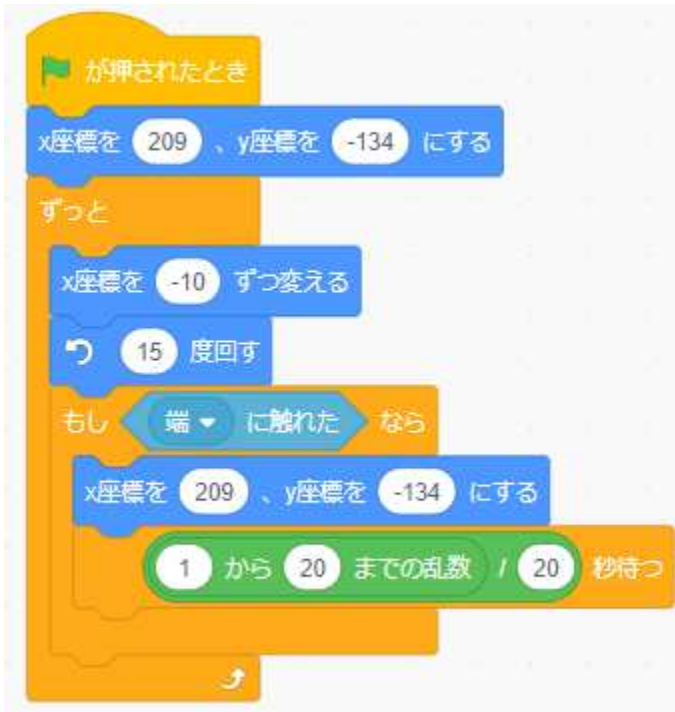 が押されたとき
x座標を 209 、y座標を -134 にする
ずっと
x座標を -10 ずつ変える
15 度回す
もし 端 に触れた なら
x座標を 209 、y座標を -134 にする
1 から 20 までの乱数 / 20 秒待つ